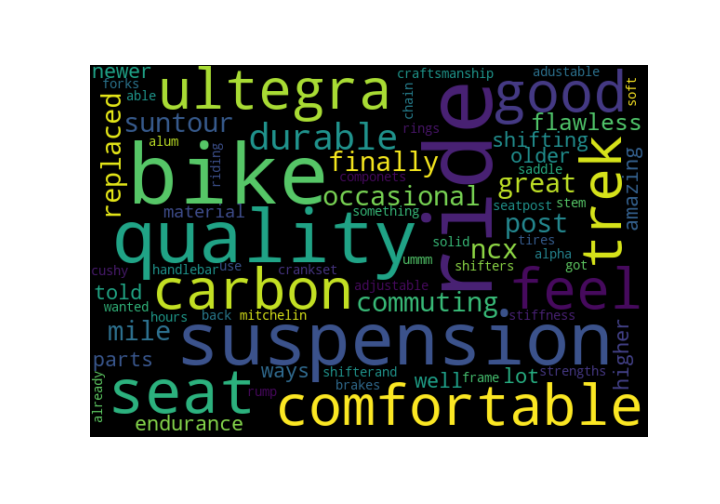 newer
forks
able
ultegra
craftsmanship
chain
adustable
good
soft
replaced
suntour
alum
riding
durable
rings
ride
flawless
shifting
older
saddle
trek
amazing
bike
finally
componets
occasional
great
seatpost
stem
material
something
post
quality
solid
ncx
tires
alpha
ummm
shifters
got
cushy
handlebar
use
crankset
carbon
adjustable
feel
told
wanted
hours
back
mitchelin
commuting
stiffness
mile
suspension
higher
parts
ways
shifterand
brakes
well
frame
lot
strengths
already
seat
rump
comfortable
endurance